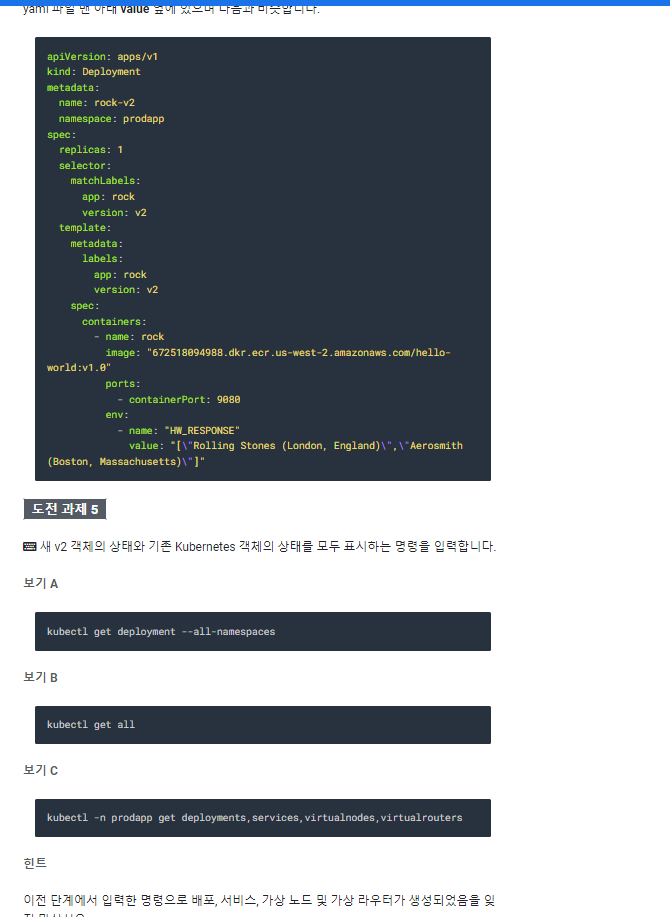 yaml 파일 맨 아래 value 옆에 있으며 다음과 비슷합니다.
apiVersion: apps/v1
kind: Deployment
metadata:
  name: rock-v2
  namespace: prodapp
spec:
  replicas: 1
  selector:
    matchLabels:
      app: rock
      version: v2
  template:
    metadata:
      labels:
        app: rock
        version: v2
    spec:
      containers:
        - name: rock
          image: "672518094988.dkr.ecr.us-west-2.amazonaws.com/hello-
world:v1.0"
          ports:
            - containerPort: 9080
          env:
            - name: "HW_RESPONSE"
              value: "[\"Rolling Stones (London, England)\",\"Aerosmith
(Boston, Massachusetts)\"]"
도전 과제 5
새 v2 객체의 상태와 기존 Kubernetes 객체의 상태를 모두 표시하는 명령을 입력합니다.
보기 A
kubectl get deployment --all-namespaces
보기 B
kubectl get all
보기 C
kubectl -n prodapp get deployments,services,virtualnodes,virtualrouters
힌트
이전 단계에서 입력한 명령으로 배포, 서비스, 가상 노드 및 가상 라우터가 생성되었음을 잊